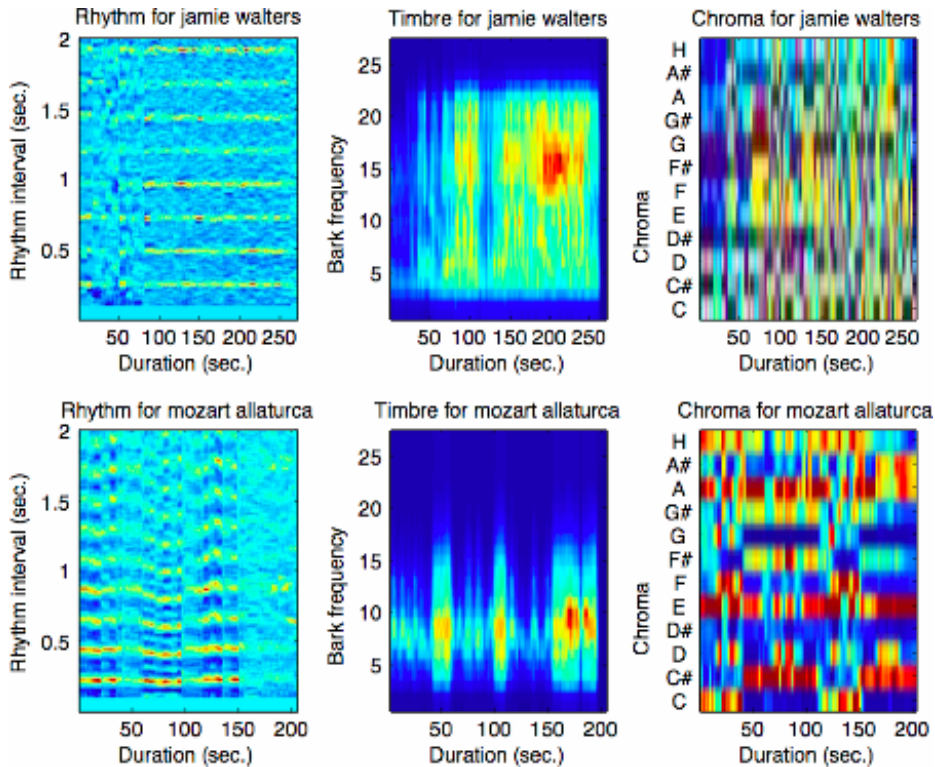 Rhythm for jamie walters
2
1.5
1
0.5
Rhythm interval (sec.)
50 100 150 200 250
Duration (sec.)
Timbre for jamie walters
25
20
15
10
5
Bark frequency
50 100 150 200 250
Duration (sec.)
Chroma for jamie walters
H
A#
A
G#
G
F#
F
E
D#
D
C#
C
Chroma
50 100 150 200 250
Duration (sec.)
Rhythm for mozart allaturca
2
1.5
1
0.5
Rhythm interval (sec.)
50 100 150 200
Duration (sec.)
Timbre for mozart allaturca
25
20
15
10
5
Bark frequency
50 100 150 200
Duration (sec.)
Chroma for mozart allaturca
H
A#
A
G#
G
F#
F
E
D#
D
C#
C
Chroma
50 100 150 200
Duration (sec.)